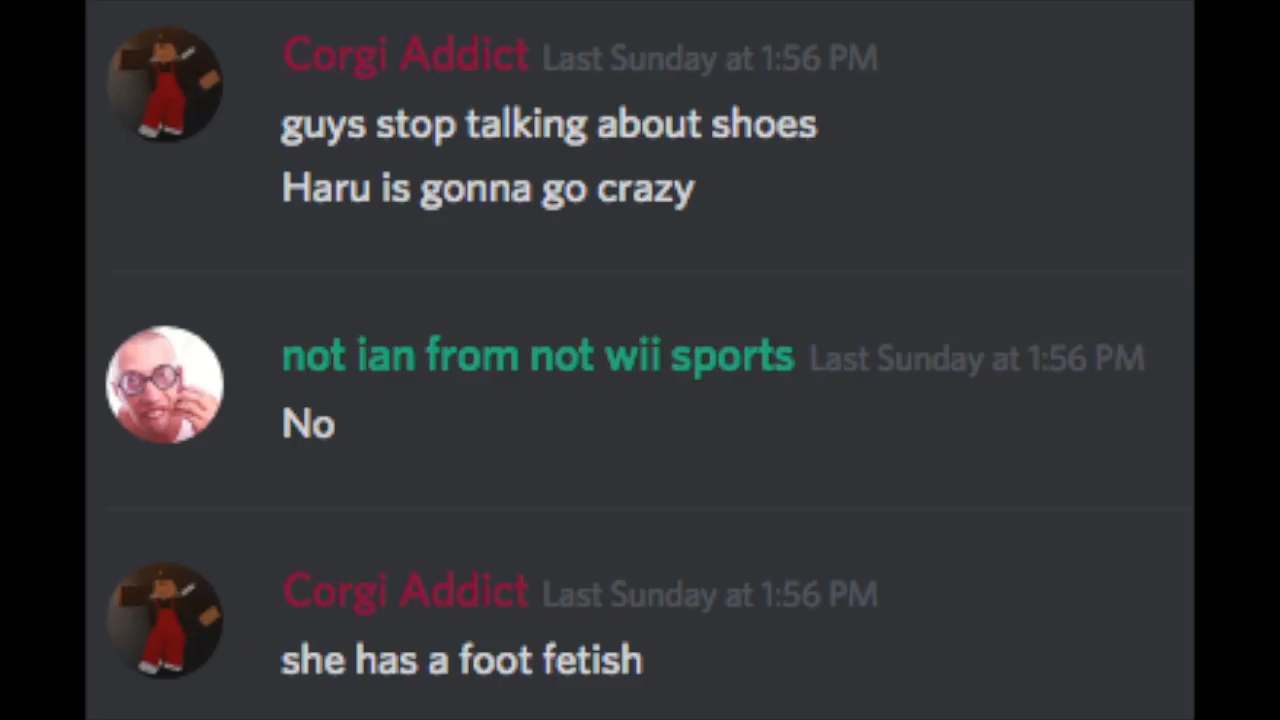 Corgi Addict Last Sunday at 1:56 PM
guys stop talking about shoes
Haru is gonna go crazy
not ian from not wii sports Last Sunday at 1:56 PM
No
Corgi Addict Last Sunday at 1:56 PM
she has a foot fetish